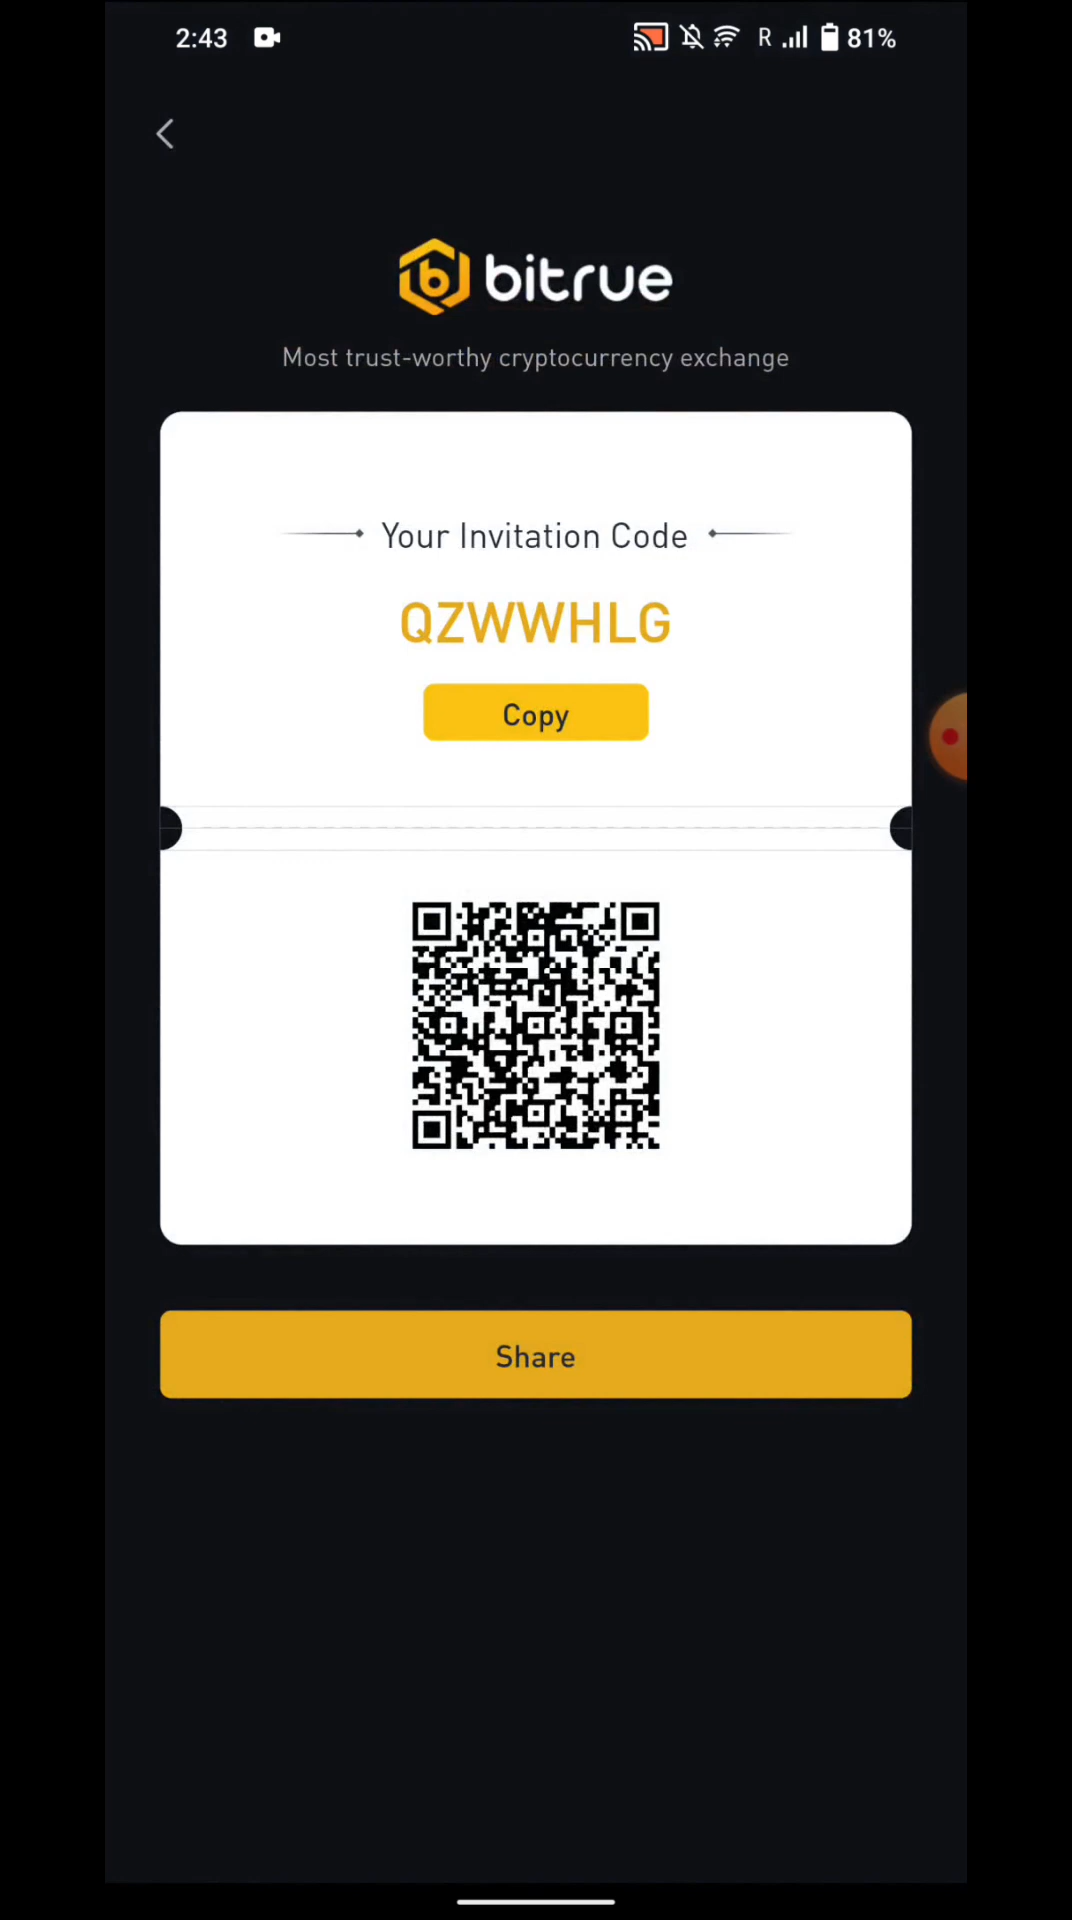 2:43 R 81%
bitrue
Most trust-worthy cryptocurrency exchange
Your Invitation Code
QZWWHLG
Copy
Share